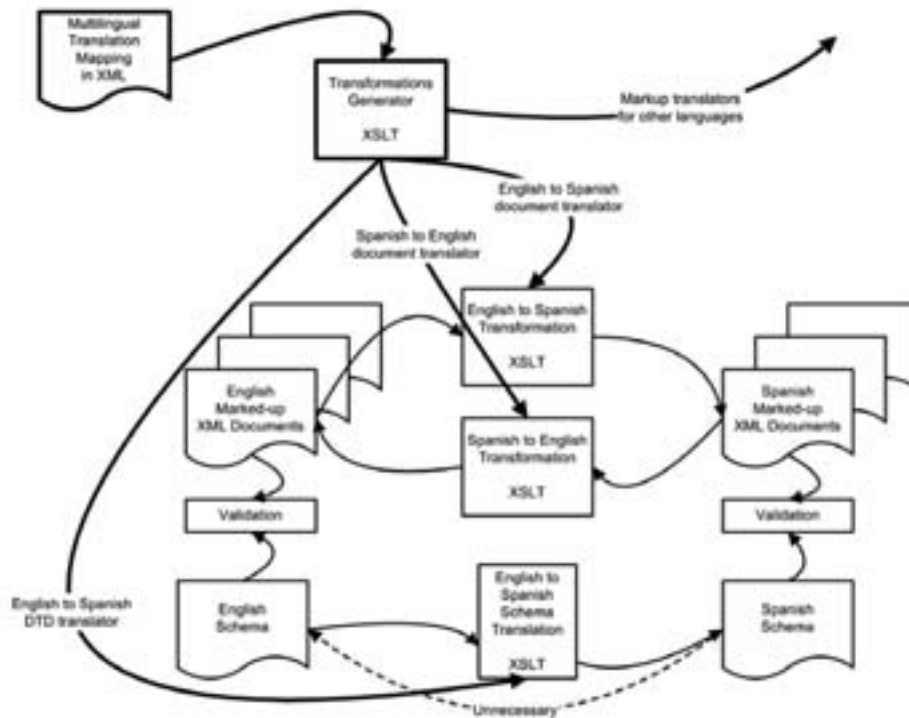 Multilingual
Translation
Mapping
in XML
Transformations
Generator
XSLT
Markup translators
for other languages
English to Spanish
document translator
Spanish to English
document translator
English to Spanish
Transformation
XSLT
English
Marked-up
XML Documents
Spanish
Marked-up
XML Documents
Spanish to English
Transformation
XSLT
Validation
Validation
English to
Spanish
Schema
Translation
XSLT
English to Spanish
DTD translator
English
Schema
Spanish
Schema
Unnecessary